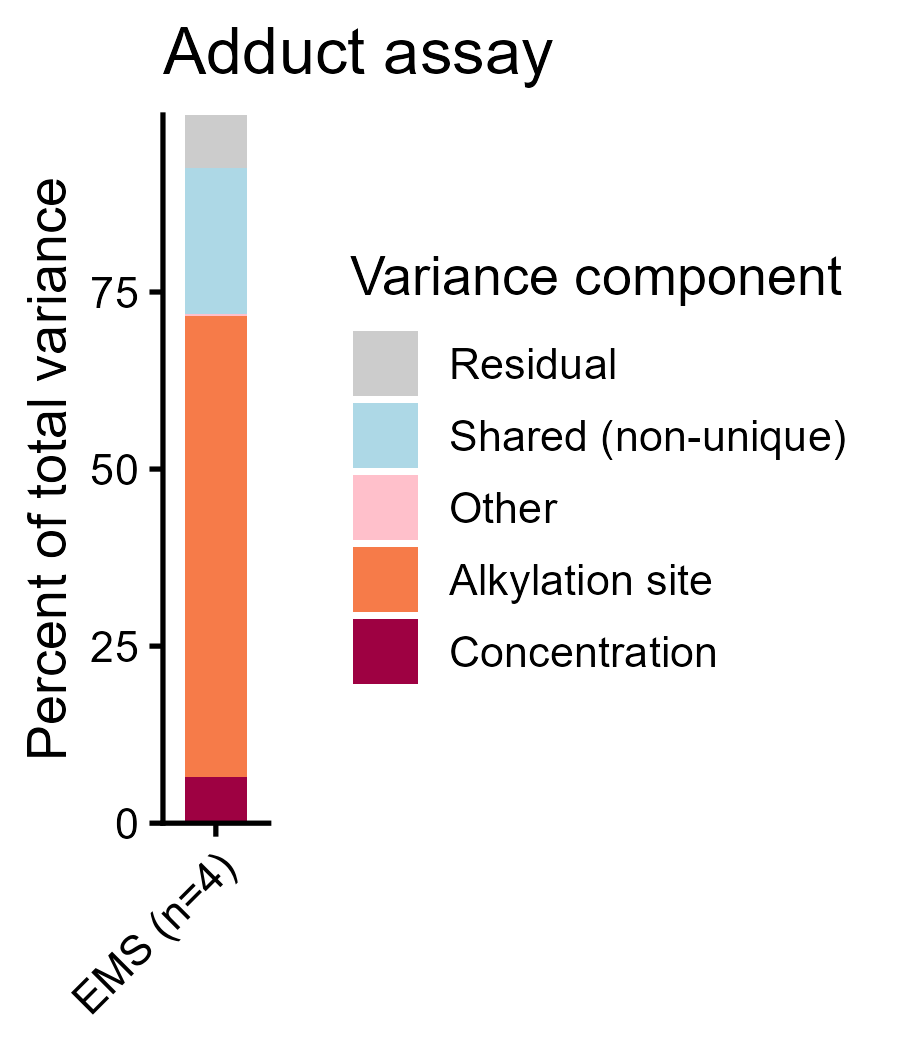 Adduct assay
Percent of total variance
75
50
25
0
EMS (n=4)
Variance component
Residual
Shared (non-unique)
Other
Alkylation site
Concentration